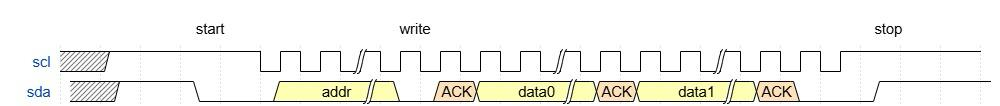 start write stop
scl
sda addr ACK data0 ACK data1 ACK